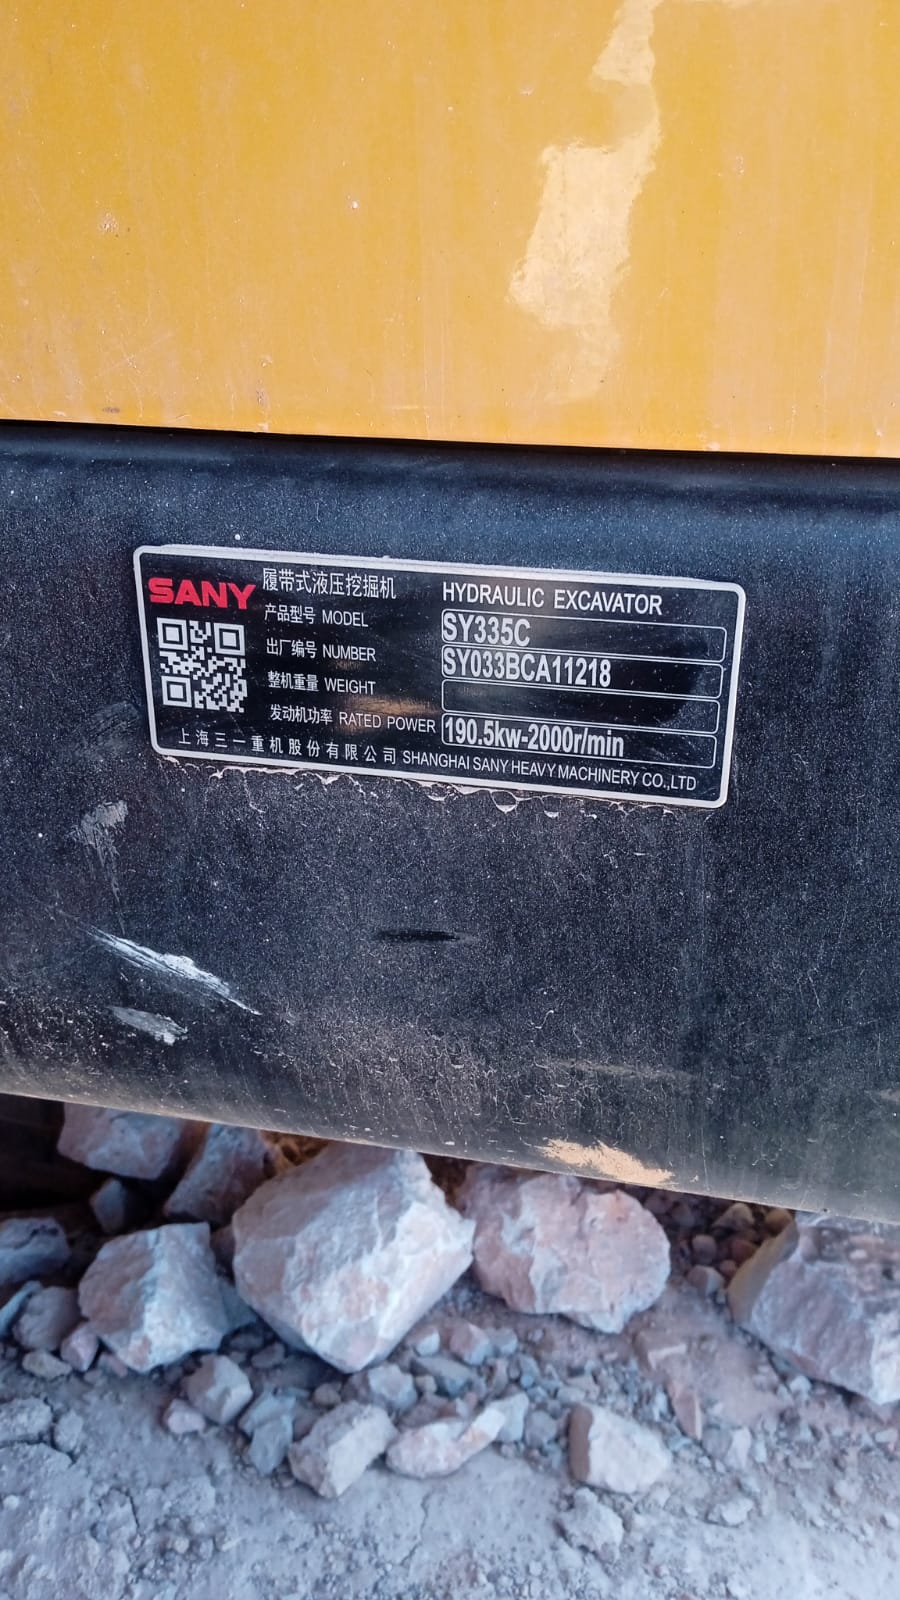 SANY 履带式液压挖掘机 HYDRAULIC EXCAVATOR
产品型号 MODEL SY335C
出厂编号 NUMBER SY033BCA11218
整机重量 WEIGHT
发动机功率 RATED POWER 190.5kw-2000r/min
上海三一重机股份有限公司 SHANGHAI SANY HEAVY MACHINERY CO.,LTD